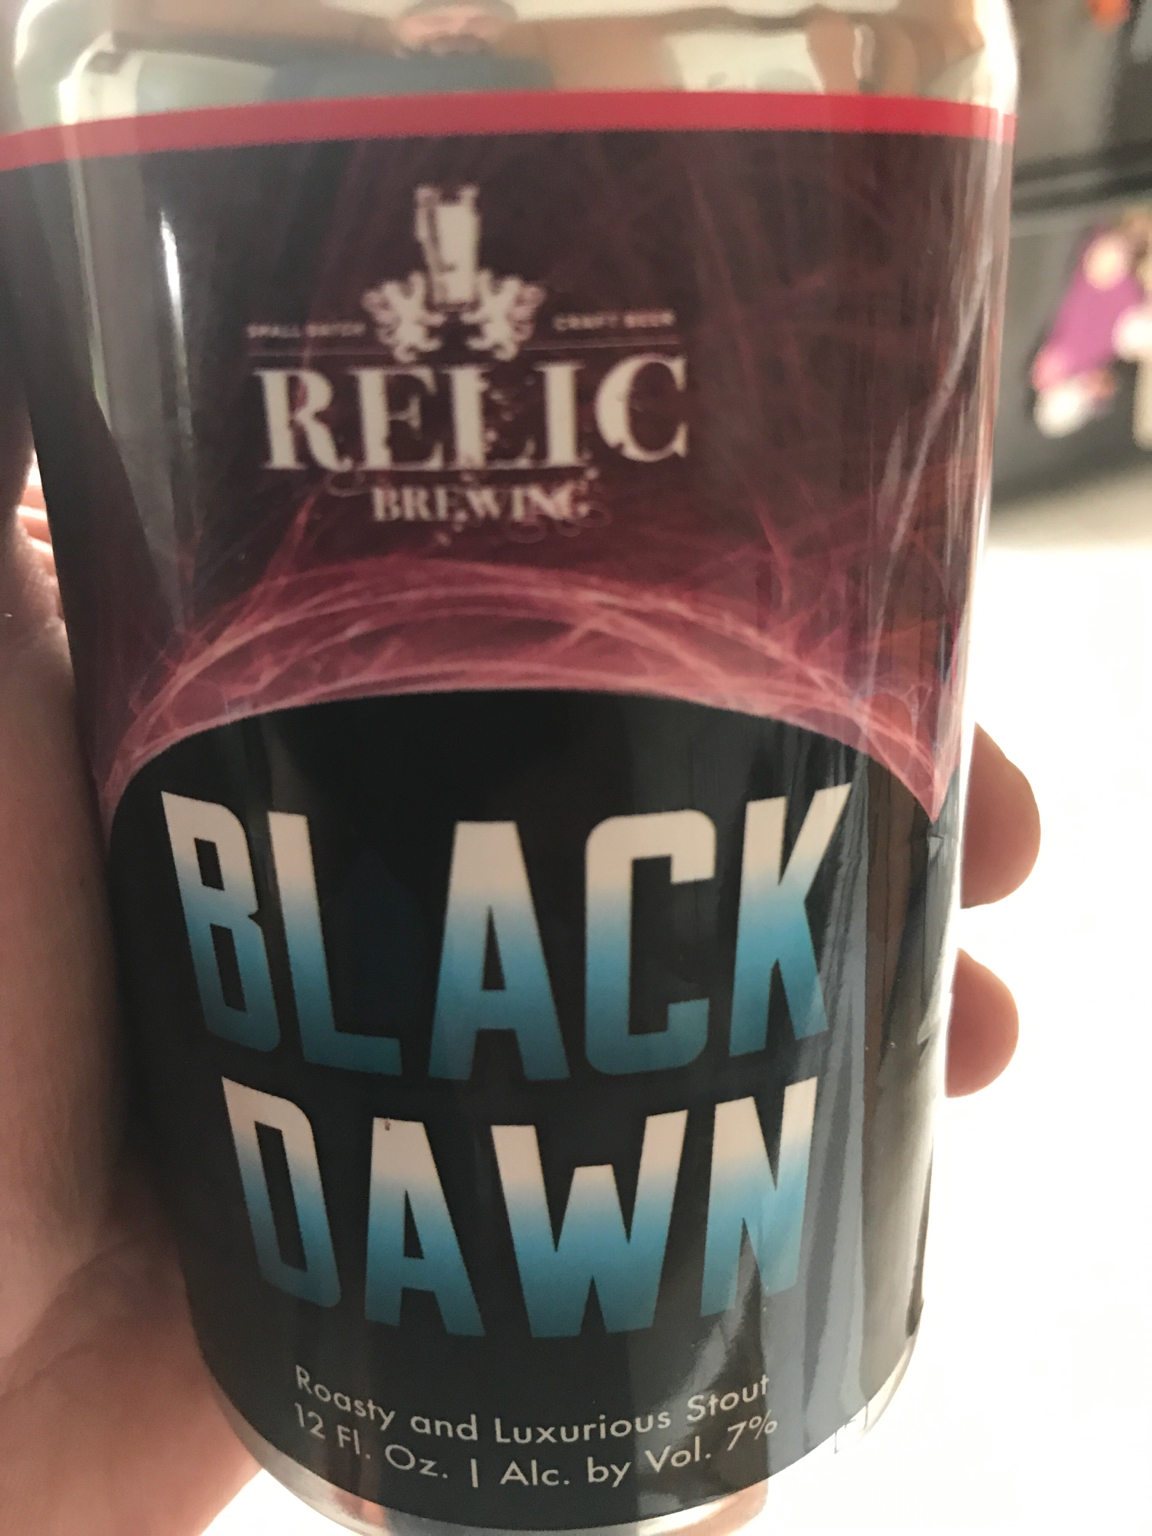 SMALL BATCH CRAFT BEER
RELIC
BREWING
BLACK
DAWN
Roasty and Luxurious Stout
12 Fl. Oz. | Alc. by Vol. 7%